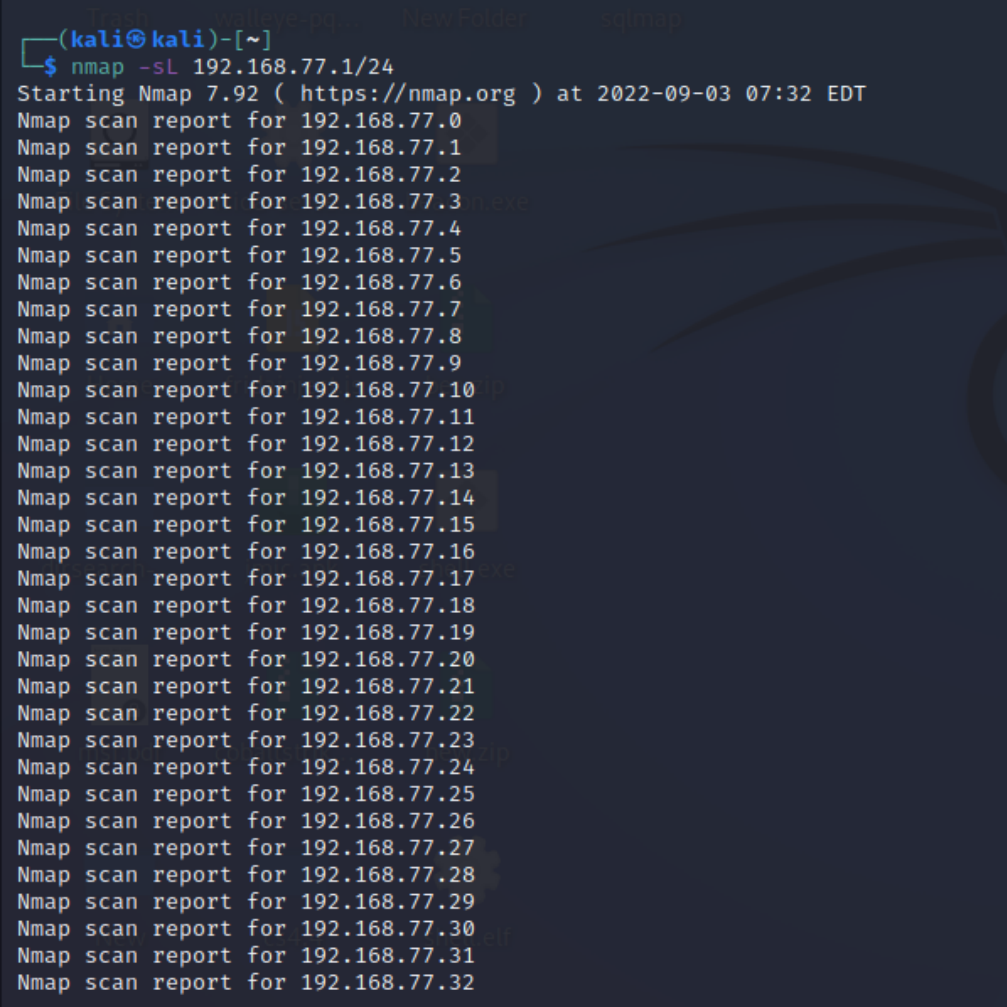 Trash walleye-pq... New Folder sqlmap
┌──(kali㉿kali)-[~]
└─$ nmap -sL 192.168.77.1/24
Starting Nmap 7.92 ( https://nmap.org ) at 2022-09-03 07:32 EDT
Nmap scan report for 192.168.77.0
Nmap scan report for 192.168.77.1
Nmap scan report for 192.168.77.2
Nmap scan report for 192.168.77.3
Nmap scan report for 192.168.77.4
Nmap scan report for 192.168.77.5
Nmap scan report for 192.168.77.6
Nmap scan report for 192.168.77.7
Nmap scan report for 192.168.77.8
Nmap scan report for 192.168.77.9
Nmap scan report for 192.168.77.10
Nmap scan report for 192.168.77.11
Nmap scan report for 192.168.77.12
Nmap scan report for 192.168.77.13
Nmap scan report for 192.168.77.14
Nmap scan report for 192.168.77.15
Nmap scan report for 192.168.77.16
Nmap scan report for 192.168.77.17
Nmap scan report for 192.168.77.18
Nmap scan report for 192.168.77.19
Nmap scan report for 192.168.77.20
Nmap scan report for 192.168.77.21
Nmap scan report for 192.168.77.22
Nmap scan report for 192.168.77.23
Nmap scan report for 192.168.77.24
Nmap scan report for 192.168.77.25
Nmap scan report for 192.168.77.26
Nmap scan report for 192.168.77.27
Nmap scan report for 192.168.77.28
Nmap scan report for 192.168.77.29
Nmap scan report for 192.168.77.30
Nmap scan report for 192.168.77.31
Nmap scan report for 192.168.77.32